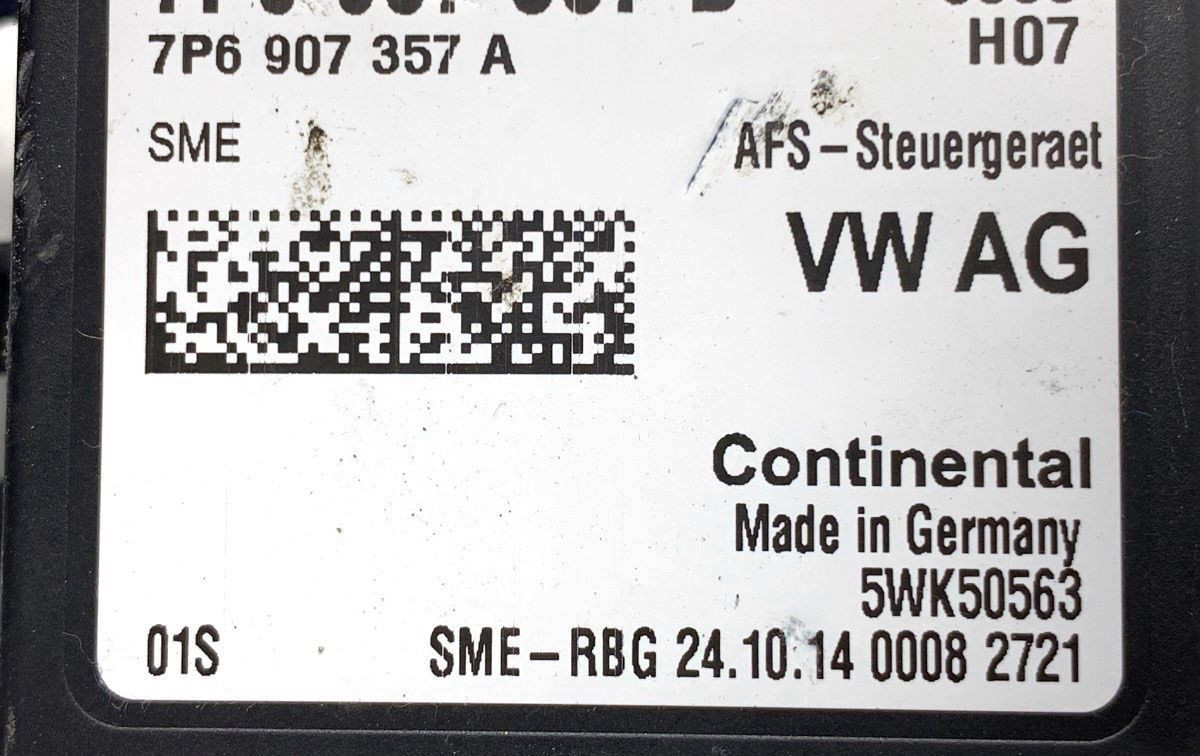 7P6 907 357 A
H07
SME
AFS-Steuergeraet
VW AG
Continental
Made in Germany
5WK50563
01S SME-RBG 24.10.14 0008 2721